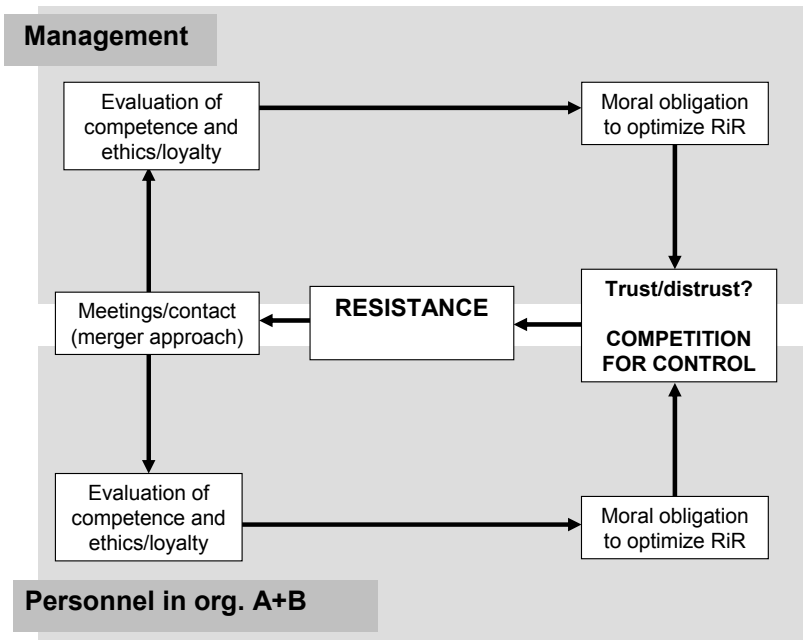 Management
Evaluation of
competence and
ethics/loyalty
Moral obligation
to optimize RiR
Meetings/contact
(merger approach)
RESISTANCE
Trust/distrust?
COMPETITION
FOR CONTROL
Evaluation of
competence and
ethics/loyalty
Moral obligation
to optimize RiR
Personnel in org. A+B